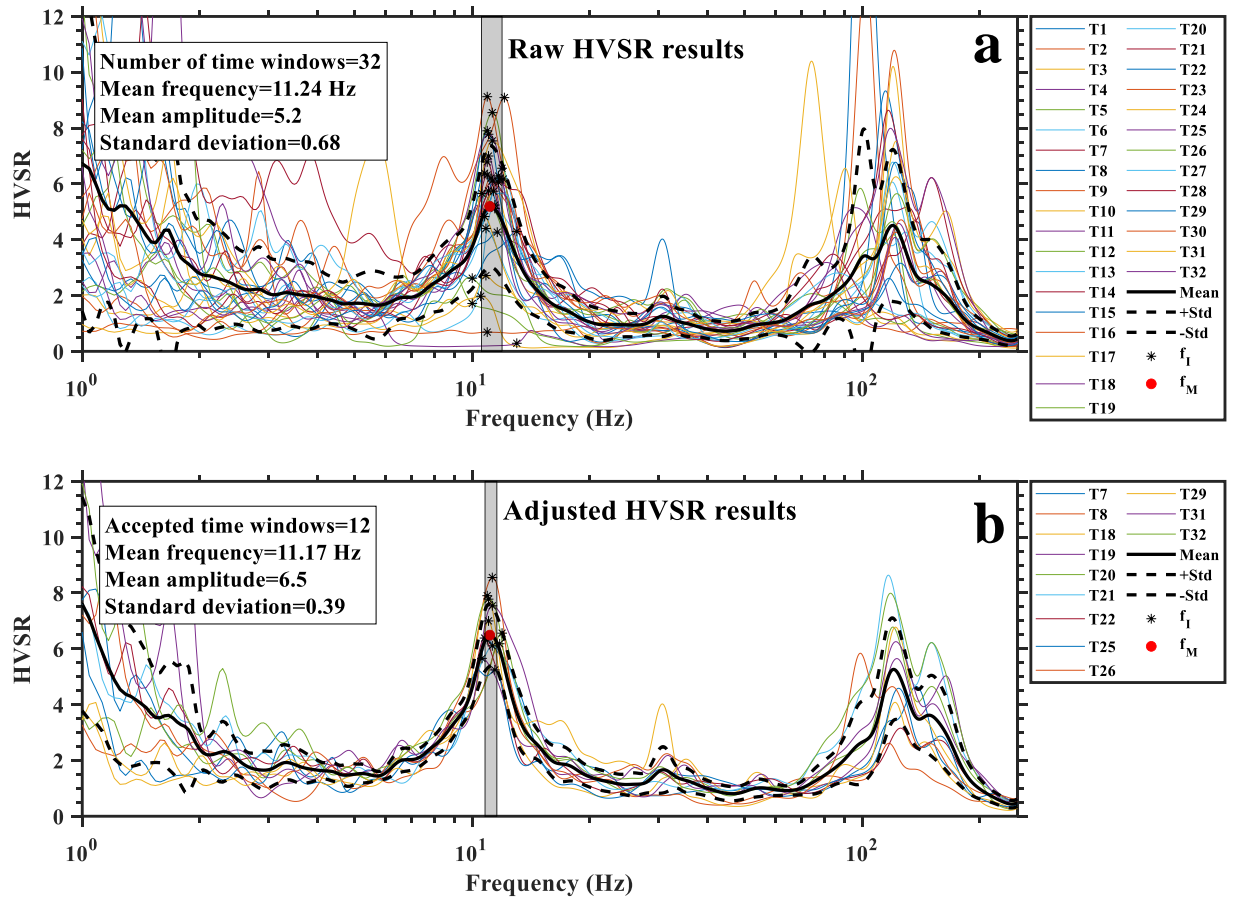 Raw HVSR results
a
Number of time windows=32
Mean frequency=11.24 Hz
Mean amplitude=5.2
Standard deviation=0.68
HVSR
12
10
8
6
4
2
0
10^0
10^1
10^2
Frequency (Hz)
T1 T20
T2 T21
T3 T22
T4 T23
T5 T24
T6 T25
T7 T26
T8 T27
T9 T28
T10 T29
T11 T30
T12 T31
T13 T32
T14 Mean
T15 +Std
T16 -Std
T17 f_I
T18 f_M
T19
Adjusted HVSR results
b
Accepted time windows=12
Mean frequency=11.17 Hz
Mean amplitude=6.5
Standard deviation=0.39
HVSR
12
10
8
6
4
2
0
10^0
10^1
10^2
Frequency (Hz)
T7 T29
T8 T31
T18 T32
T19 Mean
T20 +Std
T21 -Std
T22 f_I
T25 f_M
T26